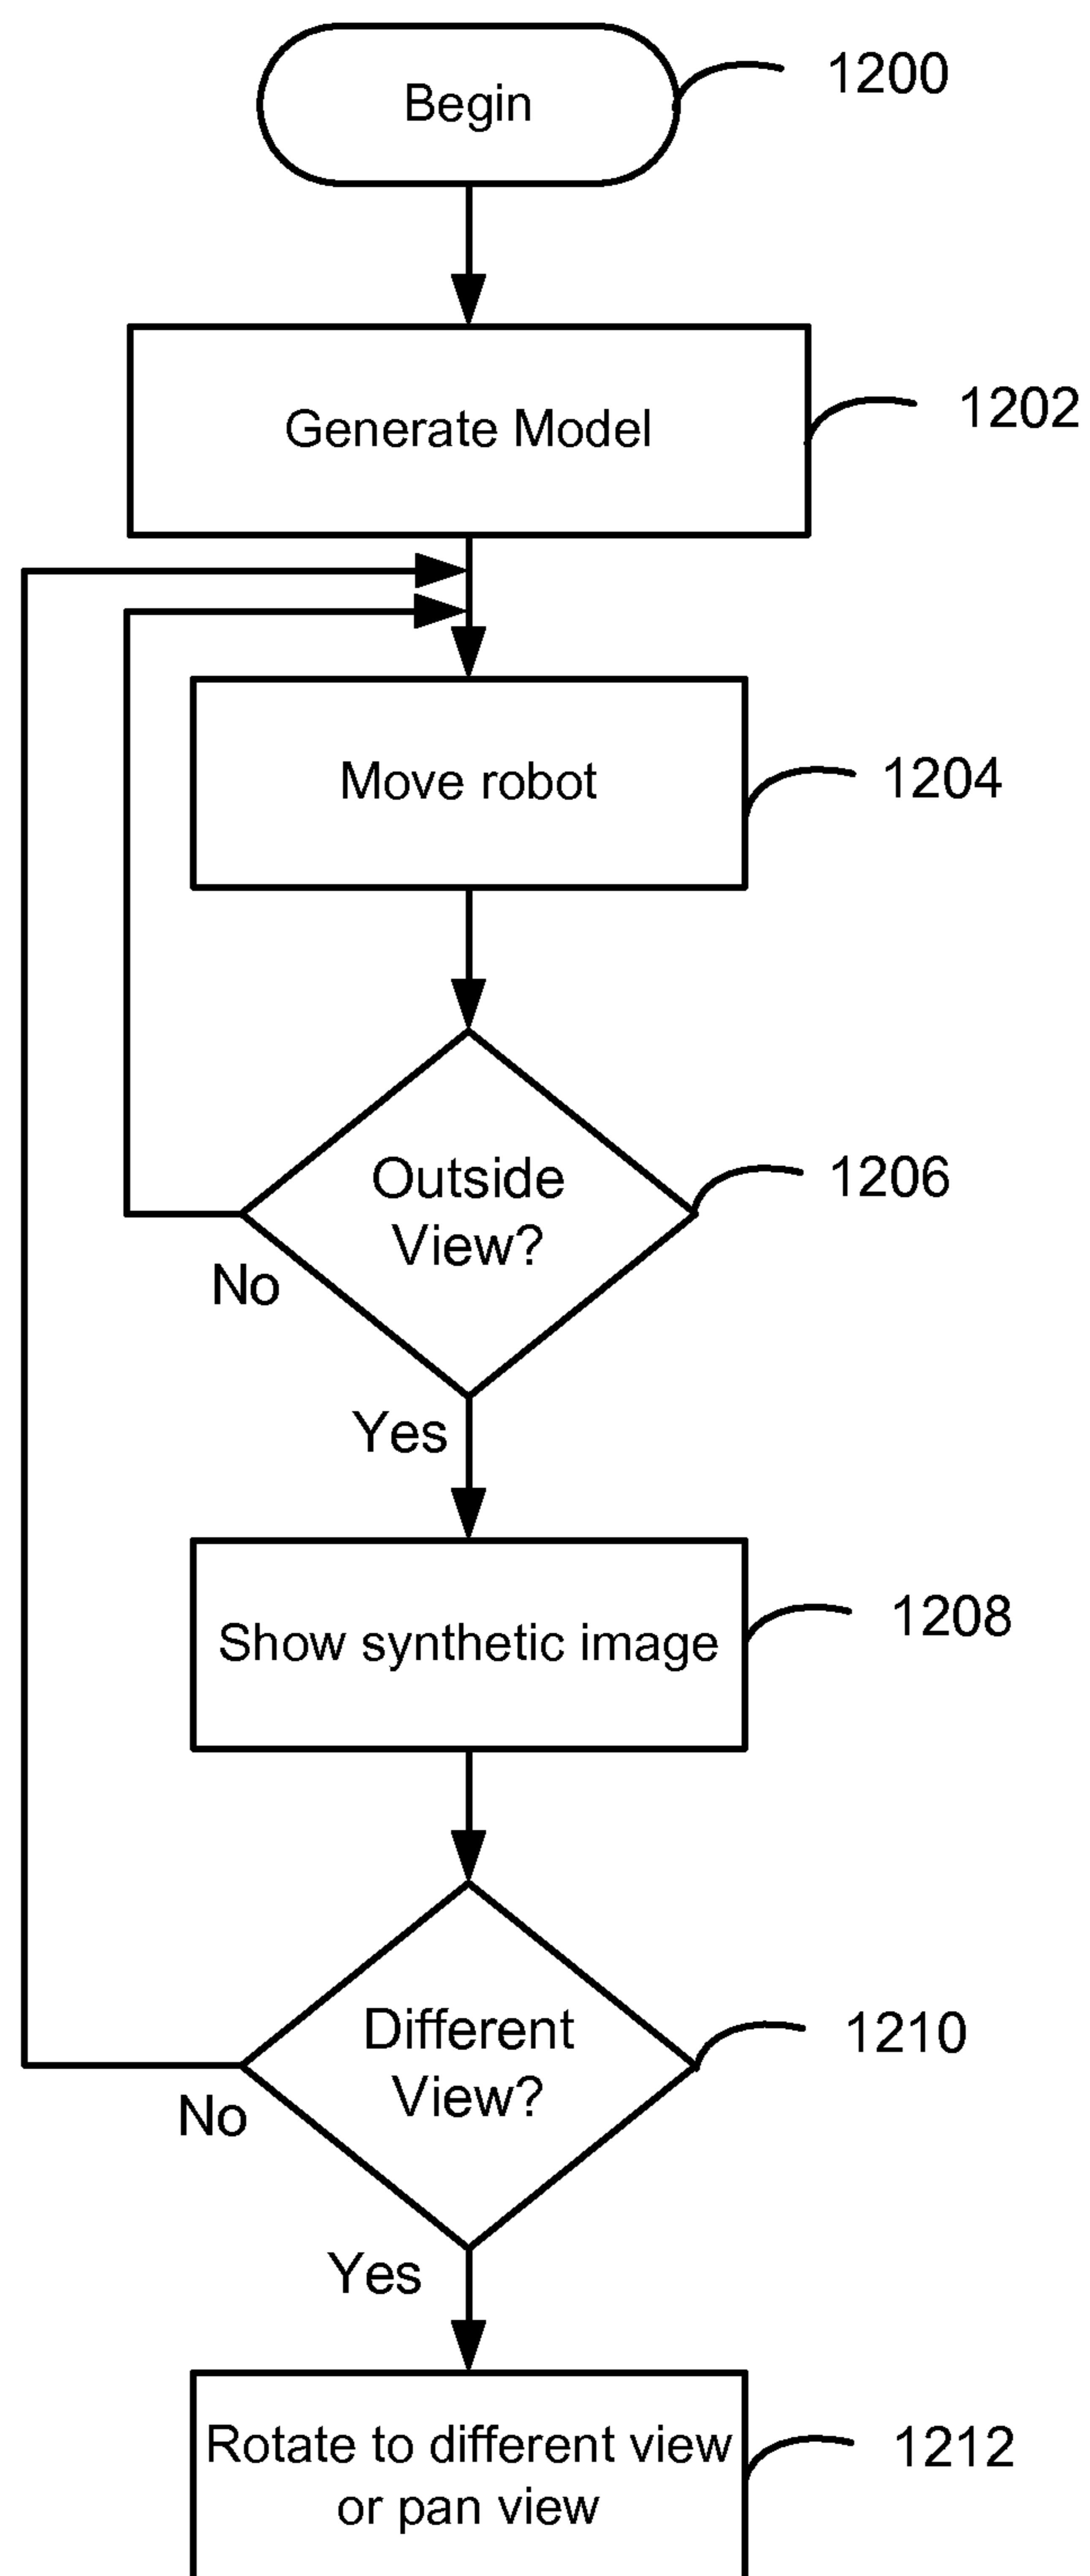 Begin
1200
Generate Model
1202
Move robot
1204
Outside
View?
1206
No
Yes
Show synthetic image
1208
Different
View?
1210
No
Yes
Rotate to different view
or pan view
1212